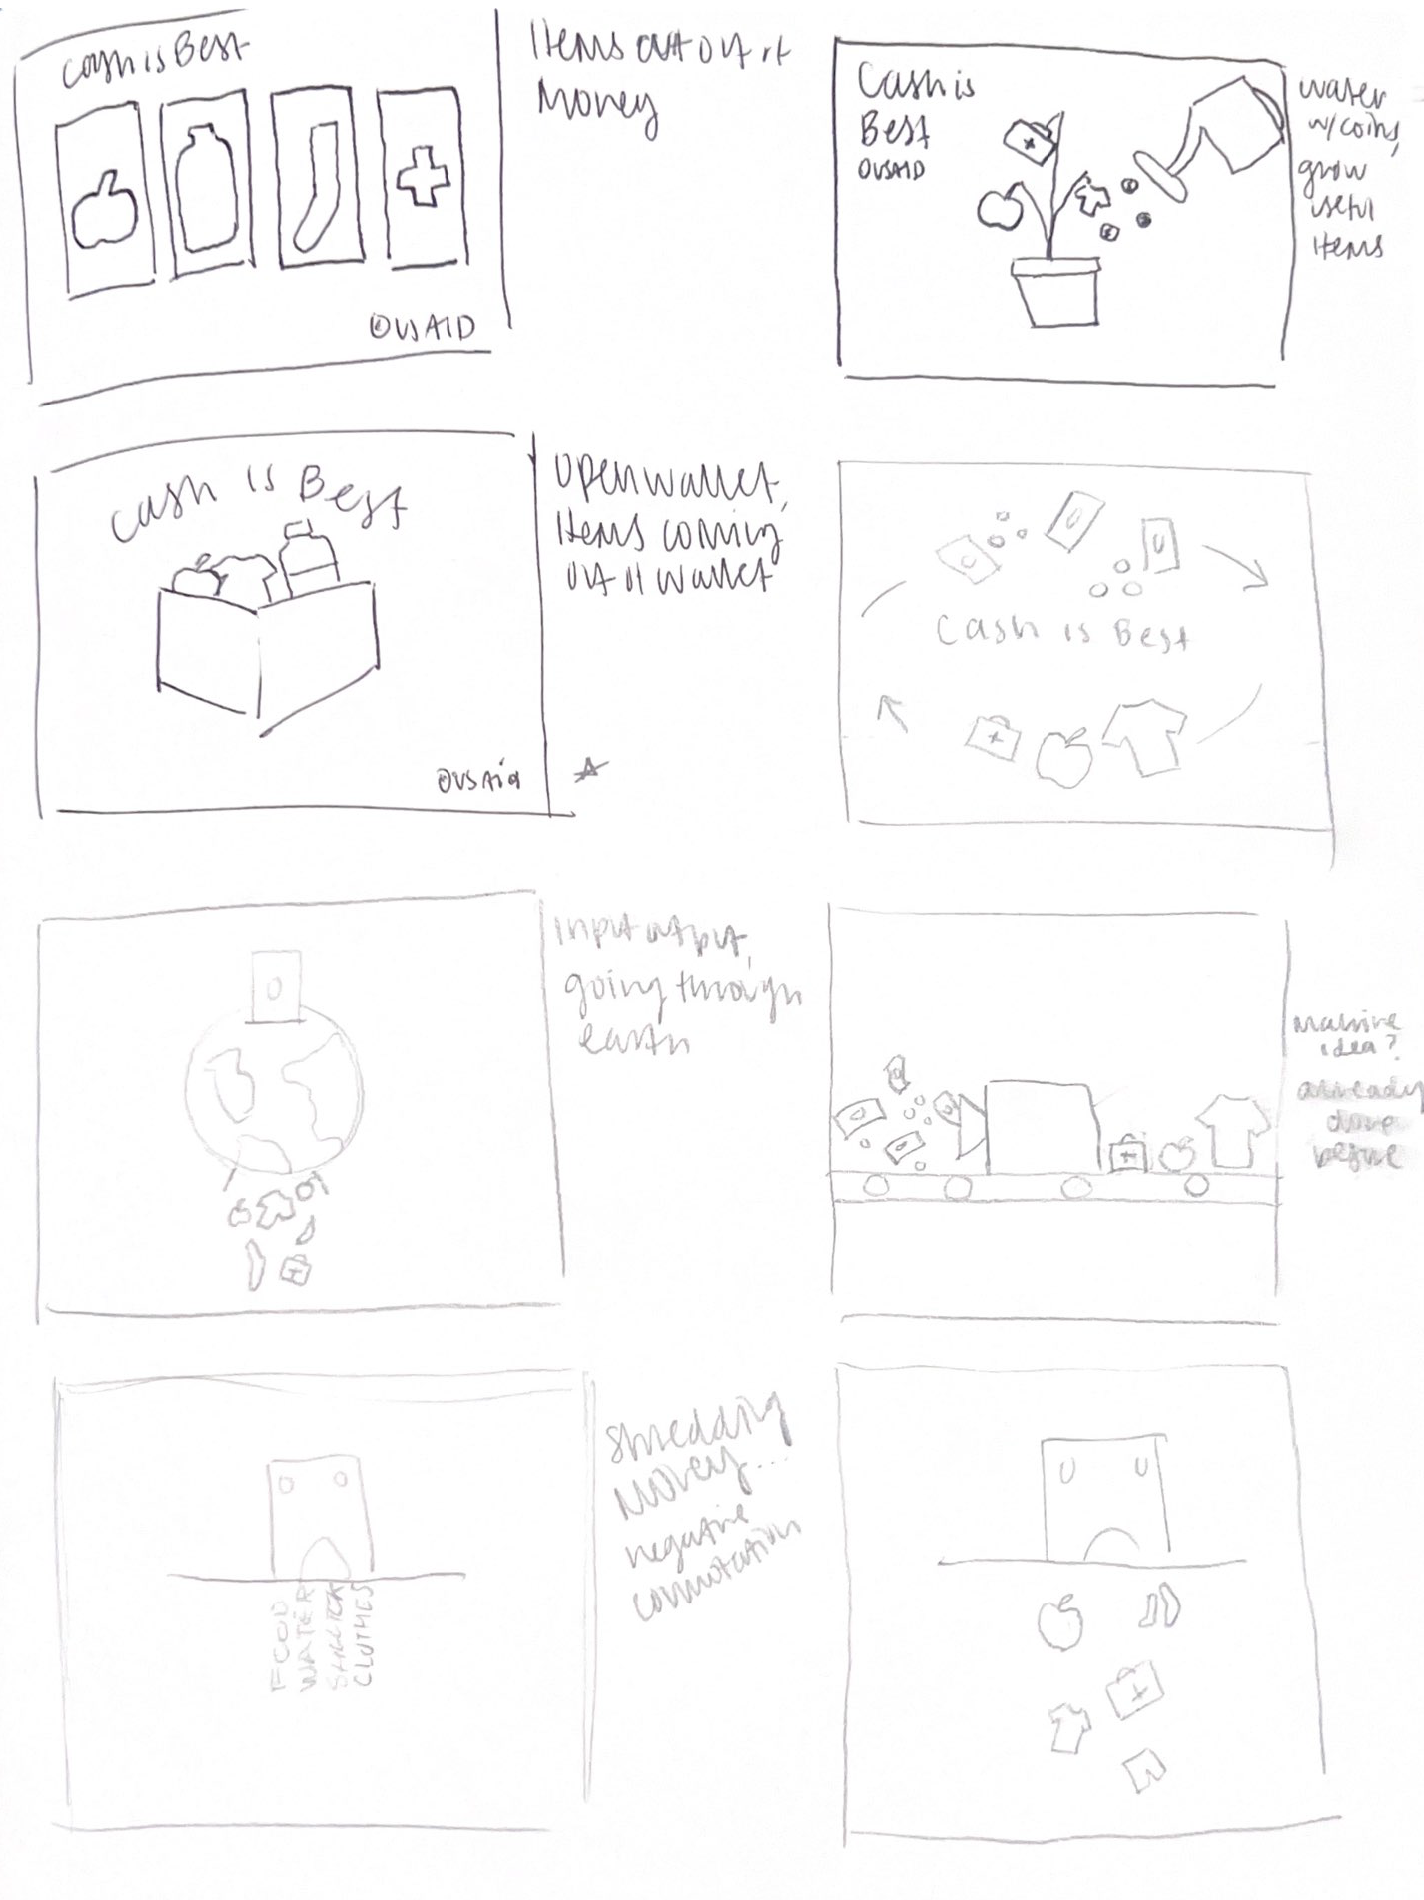 Cash is Best
Items cut out of
Money
@USAID
Cash is
Best
@USAID
water
w/coins,
grow
useful
items
Cash is Best
open wallet,
items coming
out of wallet
@USAid
Cash is Best
input output,
going through
earth
Machine
idea?
already
done
before
FOOD
WATER
SHELTER
CLOTHES
shredding
money...
negative
connotation